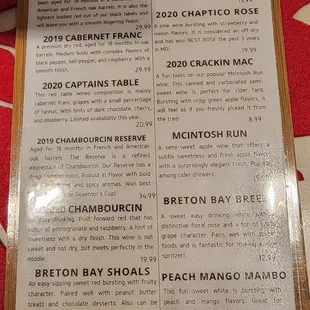 been aged for
American and French oak barrels. It is also the
lightest bodied red out of our black labels and
will leave you with a smooth lingering finish.
29.99
2019 CABERNET FRANC
A premium dry red, aged for 18 months in oak
barrels. Medium body with complex flavors of
black pepper, bell pepper, and raspberry. With a
smooth finish.
29.99
2020 CAPTAINS TABLE
This red table wines composition is mainly
cabernet franc; grapes with a small percentage
of tannat. With hints of dark chocolate, cherry,
and blueberry. Limited availability this year.
20.99
2019 CHAMBOURCIN RESERVE
Aged for 18 months in French and American
oak barrels. The Reserve is a refined
expression of Chambourcin. Our Reserve has a
deep color. Robust in flavor with bold
and spicy aromas. Won best
Governor's Cup!
34.99
2020 CHAMBOURCIN
Easy drinking, fruit forward red that has
of pomegranate and raspberry. A hint of
sweetness with a dry finish. This wine is not
sweet and not dry, but meets perfectly in the
middle.
19.99
BRETON BAY SHOALS
An easy sipping sweet red bursting with fruity
character. Paired well with peanut butter
treats and chocolate desserts. Also can be
2020 CHAPTICO ROSE
A pink wine bursting with strawberry and
melon flavors. It is considered an off-dry
and has won BEST ROSE the past 3 years
in MD!
19.99
2020 CRACKIN MAC
A fun twist on our popular McIntosh Run
wine. This canned and carbonated semi-
sweet wine is perfect for cider fans.
Bursting with crisp green apple flavors, it
will feel as if you freshly picked it from
the tree!
8.99
MCINTOSH RUN
A semi-sweet apple wine that offers a
subtle sweetness and fresh apple flavor
with a surprisingly elegant finish. Popular
among cider drinkers.
BRETON BAY BREEZE
A sweet easy drinking
distinctive floral nose and a
grape character. Pairs well with
foods and is fantastic for
spritzer)
12.99
PEACH MANGO MAMBO
This fun sweet white is bursting with
peach and mango flavors. Great for